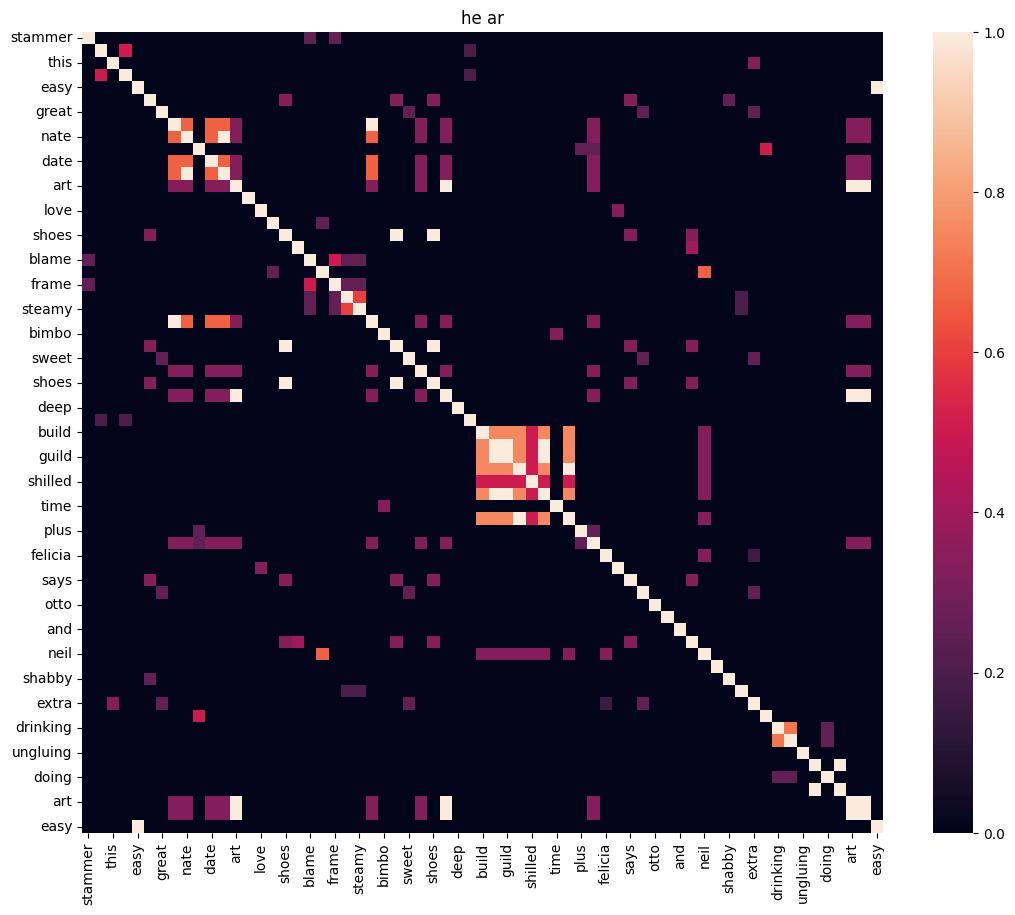 he ar
stammer
this
easy
great
nate
date
art
love
shoes
blame
frame
steamy
bimbo
sweet
shoes
deep
build
guild
shilled
time
plus
felicia
says
otto
and
neil
shabby
extra
drinking
ungluing
doing
art
easy
stammer
this
easy
great
nate
date
art
love
shoes
blame
frame
steamy
bimbo
sweet
shoes
deep
build
guild
shilled
time
plus
felicia
says
otto
and
neil
shabby
extra
drinking
ungluing
doing
art
easy
1.0
0.8
0.6
0.4
0.2
0.0